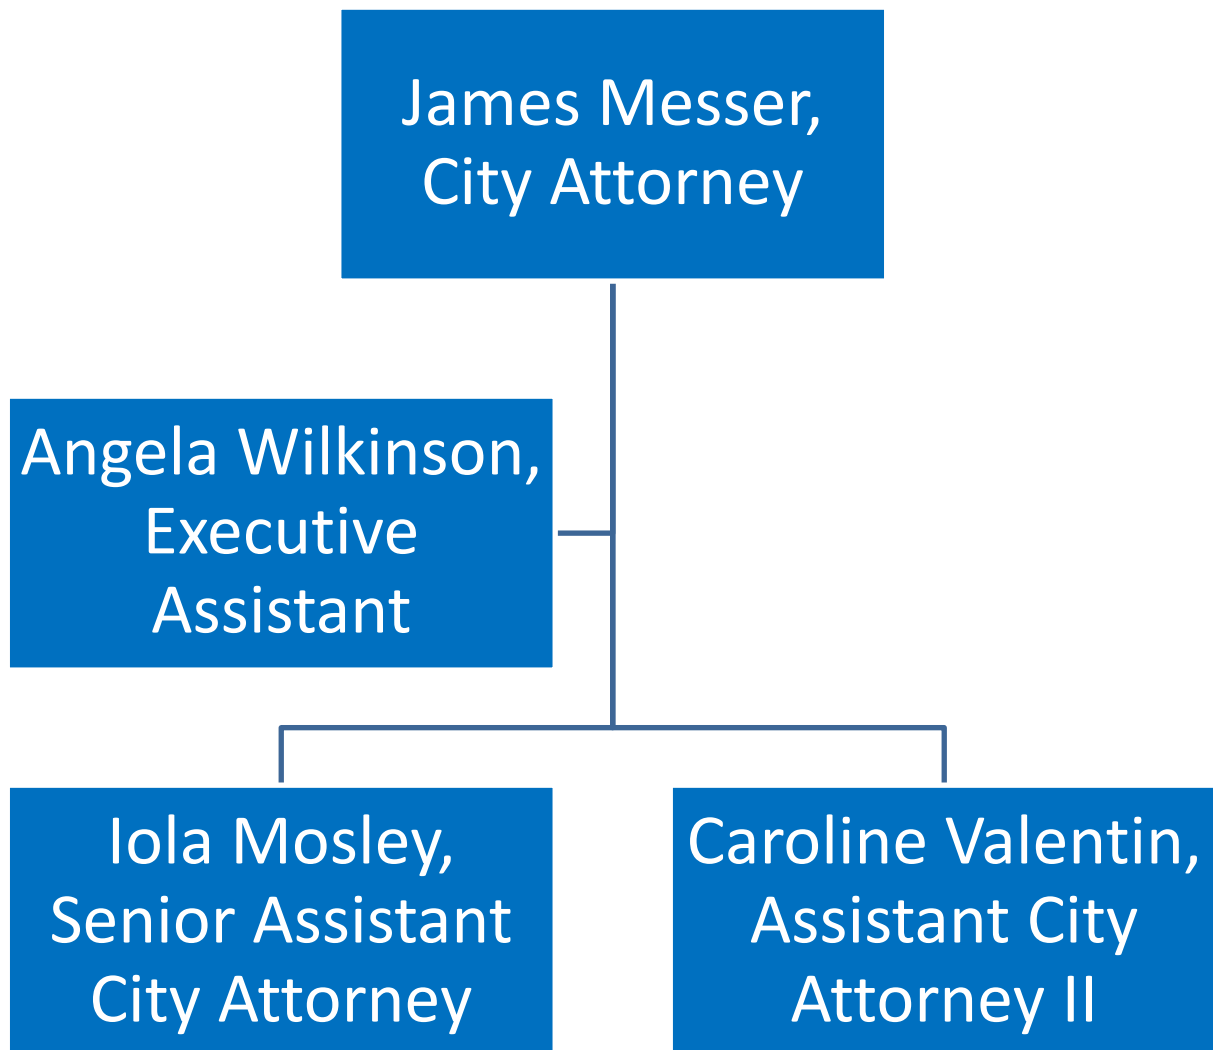 James Messer,
City Attorney
Angela Wilkinson,
Executive
Assistant
Iola Mosley,
Senior Assistant
City Attorney
Caroline Valentin,
Assistant City
Attorney II